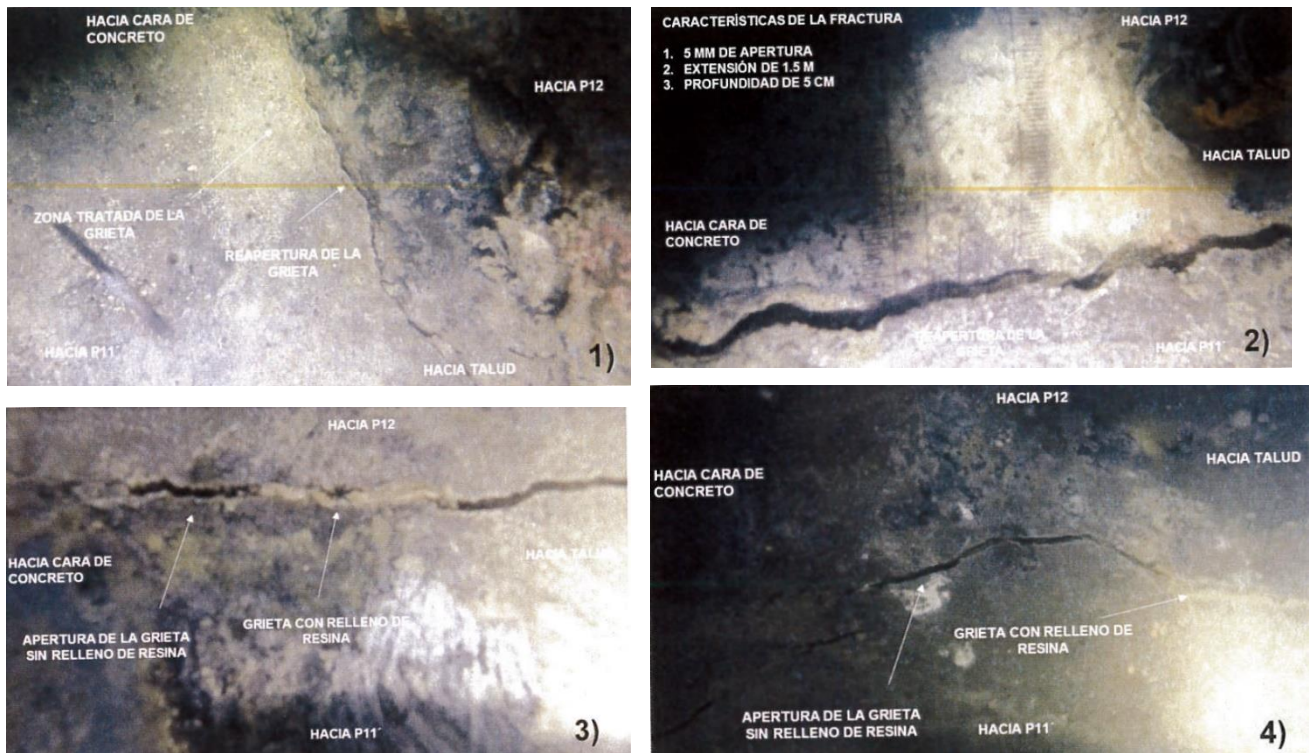 HACIA CARA DE
CONCRETO
HACIA P12
ZONA TRATADA DE LA
GRIETA
REAPERTURA DE LA
GRIETA
HACIA P11´
HACIA TALUD
1)
CARACTERÍSTICAS DE LA FRACTURA
1. 5 MM DE APERTURA
2. EXTENSIÓN DE 1.5 M
3. PROFUNDIDAD DE 5 CM
HACIA P12
HACIA TALUD
HACIA CARA DE
CONCRETO
REAPERTURA DE LA
GRIETA
HACIA P11´
2)
HACIA P12
HACIA CARA DE
CONCRETO
HACIA TALUD
APERTURA DE LA GRIETA
SIN RELLENO DE RESINA
GRIETA CON RELLENO DE
RESINA
HACIA P11´
3)
HACIA P12
HACIA CARA DE
CONCRETO
HACIA TALUD
GRIETA CON RELLENO DE
RESINA
APERTURA DE LA GRIETA
SIN RELLENO DE RESINA
HACIA P11´
4)